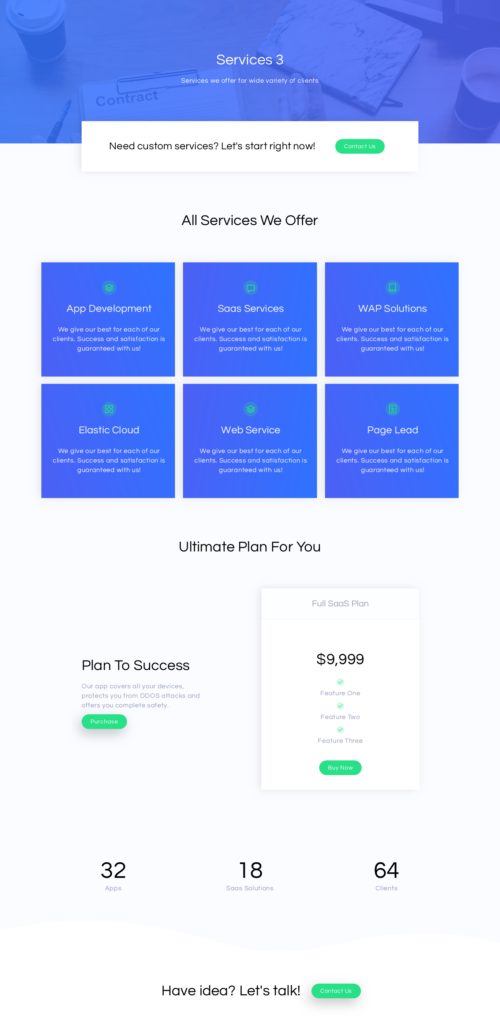 Services 3
Services we offer for wide variety of clients.
Contract
Need custom services? Let's start right now!
Contact Us
All Services We Offer
App Development
We give our best for each of our
clients. Success and satisfaction is
guaranteed with us!
Saas Services
We give our best for each of our
clients. Success and satisfaction is
guaranteed with us!
WAP Solutions
We give our best for each of our
clients. Success and satisfaction is
guaranteed with us!
Elastic Cloud
We give our best for each of our
clients. Success and satisfaction is
guaranteed with us!
Web Service
We give our best for each of our
clients. Success and satisfaction is
guaranteed with us!
Page Lead
We give our best for each of our
clients. Success and satisfaction is
guaranteed with us!
Ultimate Plan For You
Plan To Success
Our app covers all your devices,
protects you from DDOS attacks and
offers you complete safety.
Purchase
Full SaaS Plan
$9,999
Feature One
Feature Two
Feature Three
Buy Now
32
Apps
18
Saas Solutions
64
Clients
Have idea? Let's talk!
Contact Us